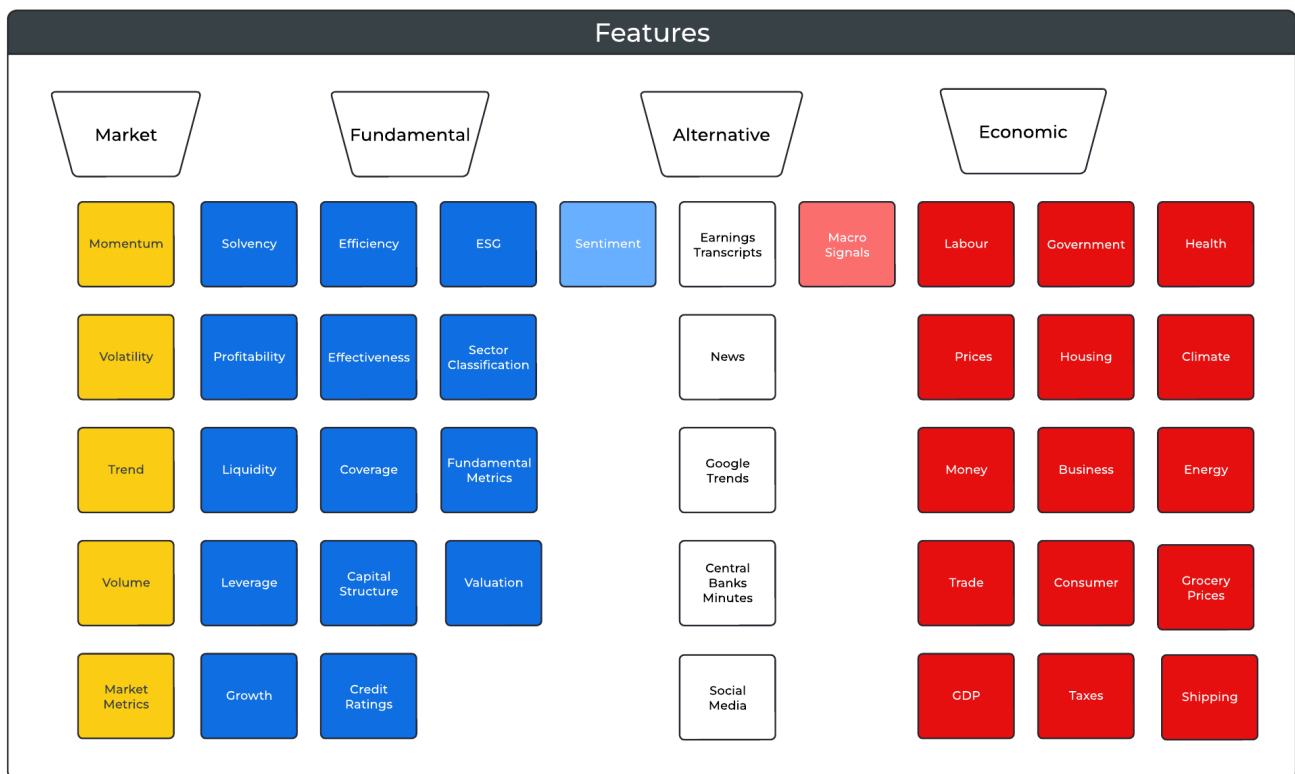 Features
Market
Fundamental
Alternative
Economic
Momentum
Solvency
Efficiency
ESG
Sentiment
Earnings
Transcripts
Macro
Signals
Labour
Government
Health
Volatility
Profitability
Effectiveness
Sector
Classification
News
Prices
Housing
Climate
Trend
Liquidity
Coverage
Fundamental
Metrics
Google
Trends
Money
Business
Energy
Volume
Leverage
Capital
Structure
Valuation
Central
Banks
Minutes
Trade
Consumer
Grocery
Prices
Market
Metrics
Growth
Credit
Ratings
Social
Media
GDP
Taxes
Shipping